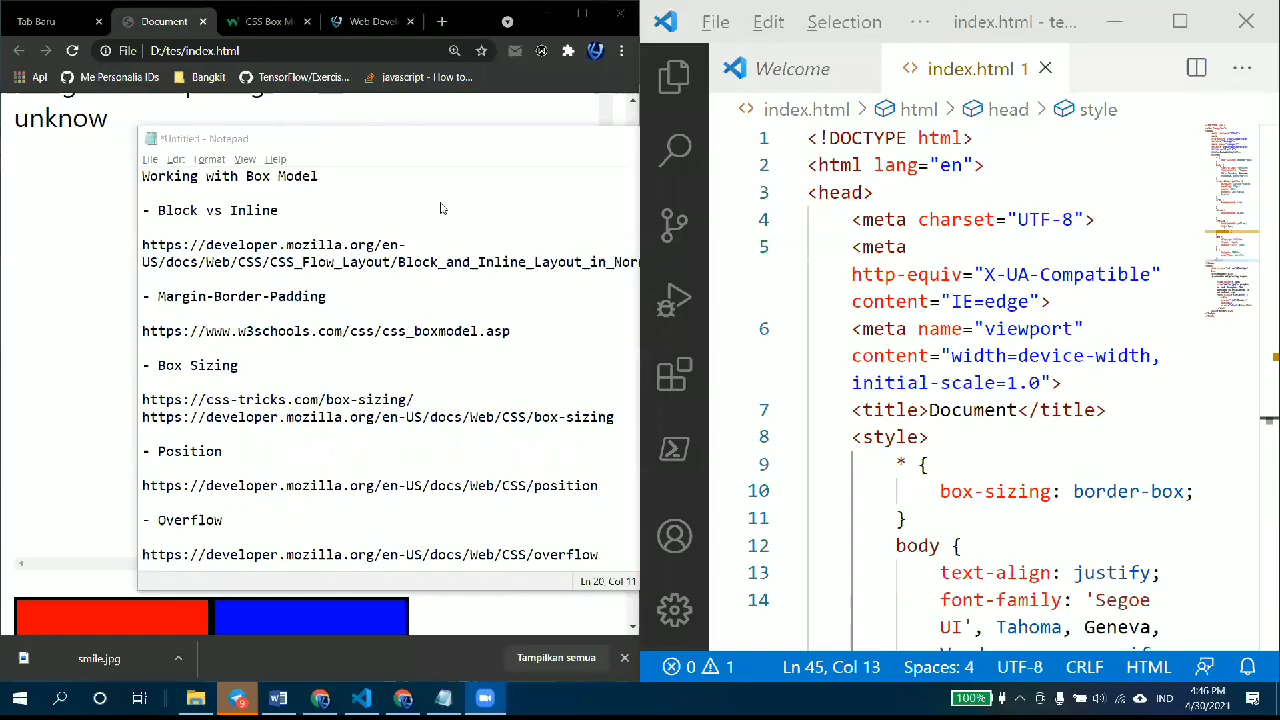 Tab Baru
Document
CSS Box M
Web Devel
File
D:/tes/index.html
Apl
Me Personalia IDs
Bangkit
TensorFlow/Exercis...
javascript - How to...
unknow
*Untitled - Notepad
File Edit Format View Help
Working with Box Model
- Block vs Inline
https://developer.mozilla.org/en-
US/docs/Web/CSS/CSS_Flow_Layout/Block_and_Inline_Layout_in_Nor
- Margin-Border-Padding
https://www.w3schools.com/css/css_boxmodel.asp
- Box Sizing
https://css-tricks.com/box-sizing/
https://developer.mozilla.org/en-US/docs/Web/CSS/box-sizing
- Position
https://developer.mozilla.org/en-US/docs/Web/CSS/position
- Overflow
https://developer.mozilla.org/en-US/docs/Web/CSS/overflow
Ln 20, Col 11
smile.jpg
Tampilkan semua
File Edit Selection ··· index.html - te...
Welcome
index.html 1
index.html > html > head > style
1 <!DOCTYPE html>
2 <html lang="en">
3 <head>
4 <meta charset="UTF-8">
5 <meta
http-equiv="X-UA-Compatible"
content="IE=edge">
6 <meta name="viewport"
content="width=device-width,
initial-scale=1.0">
7 <title>Document</title>
8 <style>
9 * {
10 box-sizing: border-box;
11 }
12 body {
13 text-align: justify;
14 font-family: 'Segoe
UI', Tahoma, Geneva,
0 1 Ln 45, Col 13 Spaces: 4 UTF-8 CRLF HTML
100%
IND
4:46 PM
4/30/2021